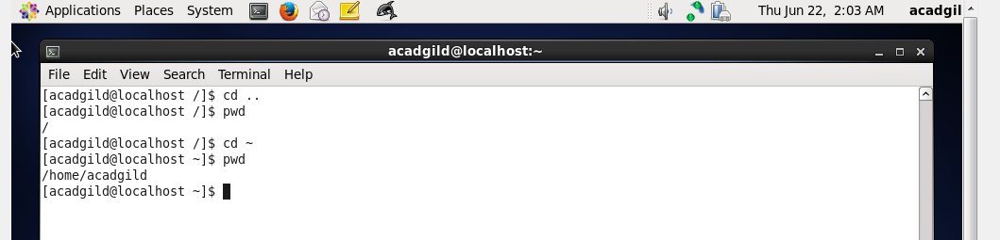 Applications Places System Thu Jun 22, 2:03 AM acadgil
acadgild@localhost:~
File Edit View Search Terminal Help
[acadgild@localhost /]$ cd ..
[acadgild@localhost /]$ pwd
/
[acadgild@localhost /]$ cd ~
[acadgild@localhost ~]$ pwd
/home/acadgild
[acadgild@localhost ~]$